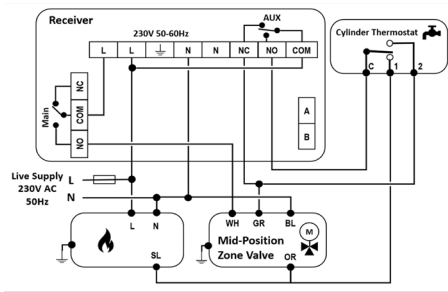 Receiver
AUX
230V 50-60Hz
L L N N NC NO COM
Cylinder Thermostat
C 1 2
NC
COM
NO
Main
A
B
Live Supply
230V AC
50Hz
L
N
L N
SL
WH GR BL
M
Mid-Position
Zone Valve
OR